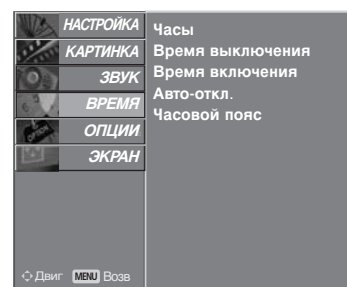 НАСТРОЙКА
КАРТИНКА
ЗВУК
ВРЕМЯ
ОПЦИИ
ЭКРАН
Часы
Время выключения
Время включения
Авто-откл.
Часовой пояс
Двиг MENU Возв